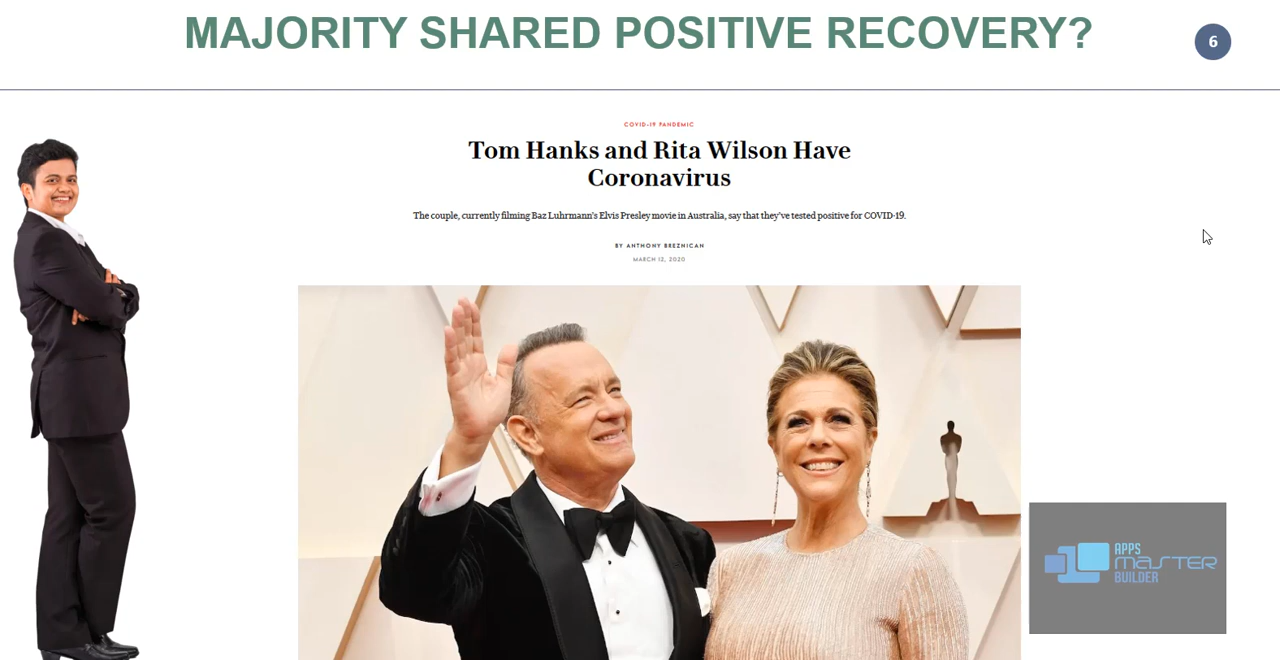 MAJORITY SHARED POSITIVE RECOVERY?
6
COVID-19 PANDEMIC
Tom Hanks and Rita Wilson Have
Coronavirus
The couple, currently filming Baz Luhrmann's Elvis Presley movie in Australia, say that they've tested positive for COVID-19.
BY ANTHONY BREZNICAN
MARCH 12, 2020
APPS
MASTER
BUILDER